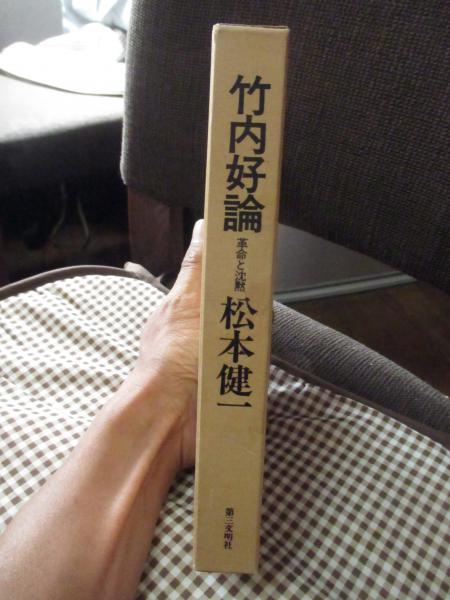 竹内好論
革命と沈黙
松本健一
第三文明社